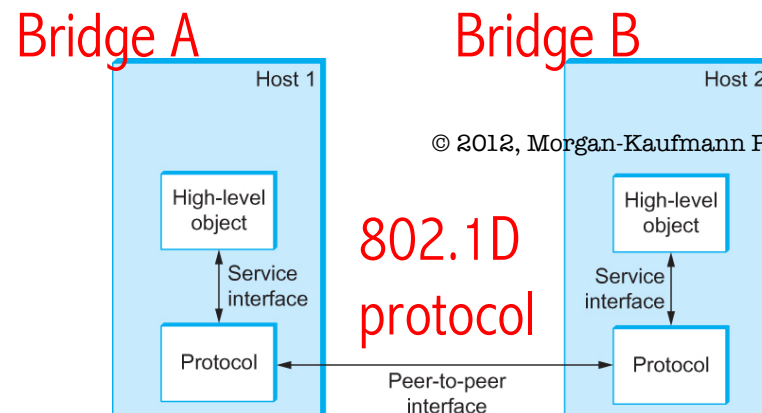 Bridge A
Bridge B
Host 1
Host 2
© 2012, Morgan-Kaufmann
High-level
object
High-level
object
802.1D
protocol
Service
interface
Service
interface
Protocol
Protocol
Peer-to-peer
interface